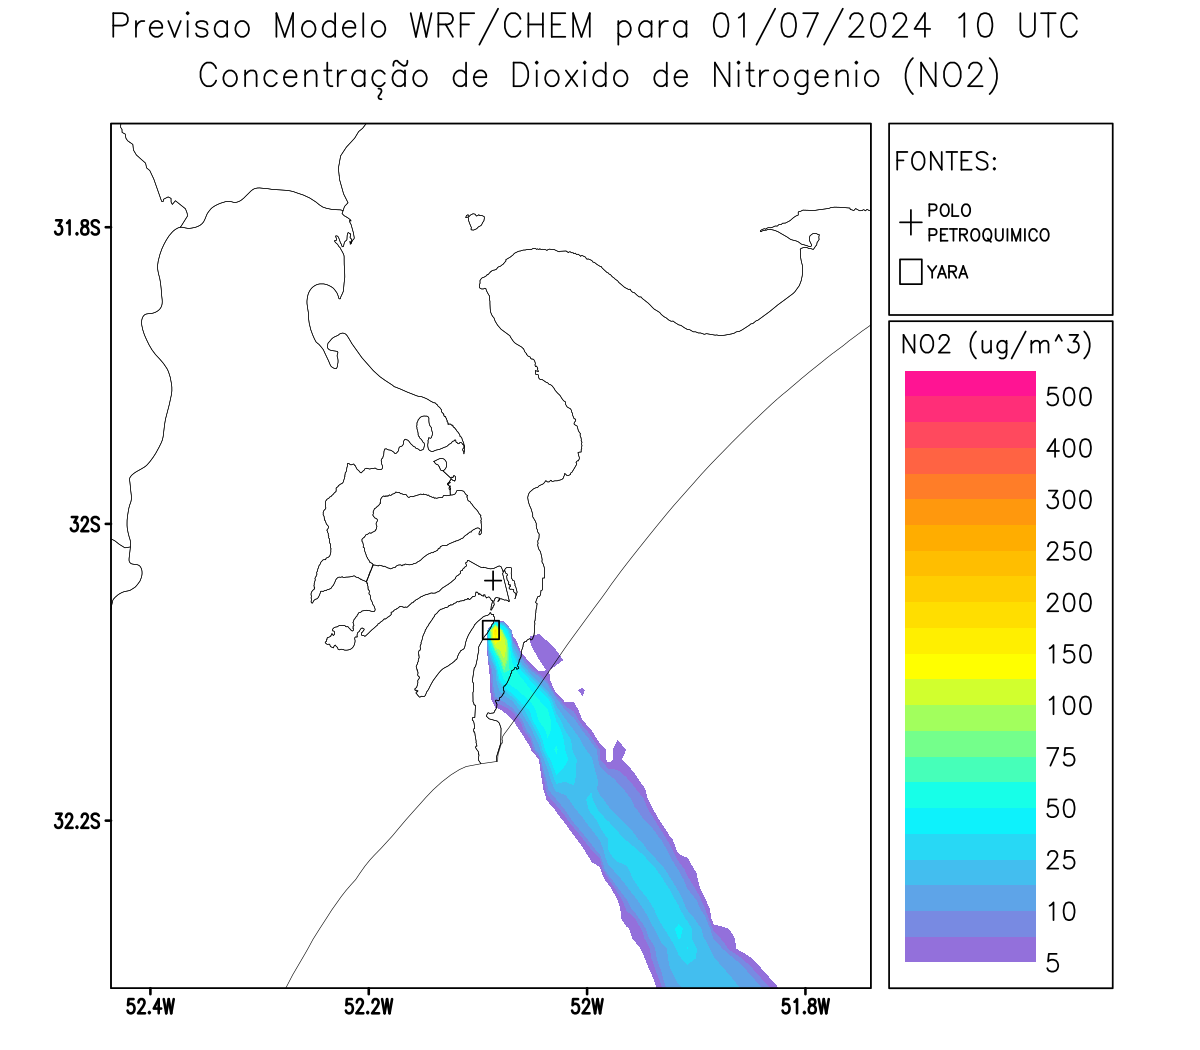 Previsao Modelo WRF/CHEM para 01/07/2024 10 UTC
Concentração de Dioxido de Nitrogenio (NO2)
FONTES:
POLO
PETROQUIMICO
YARA
NO2 (ug/m^3)
500
400
300
250
200
150
100
75
50
25
10
5
31.8S
32S
32.2S
52.4W
52.2W
52W
51.8W